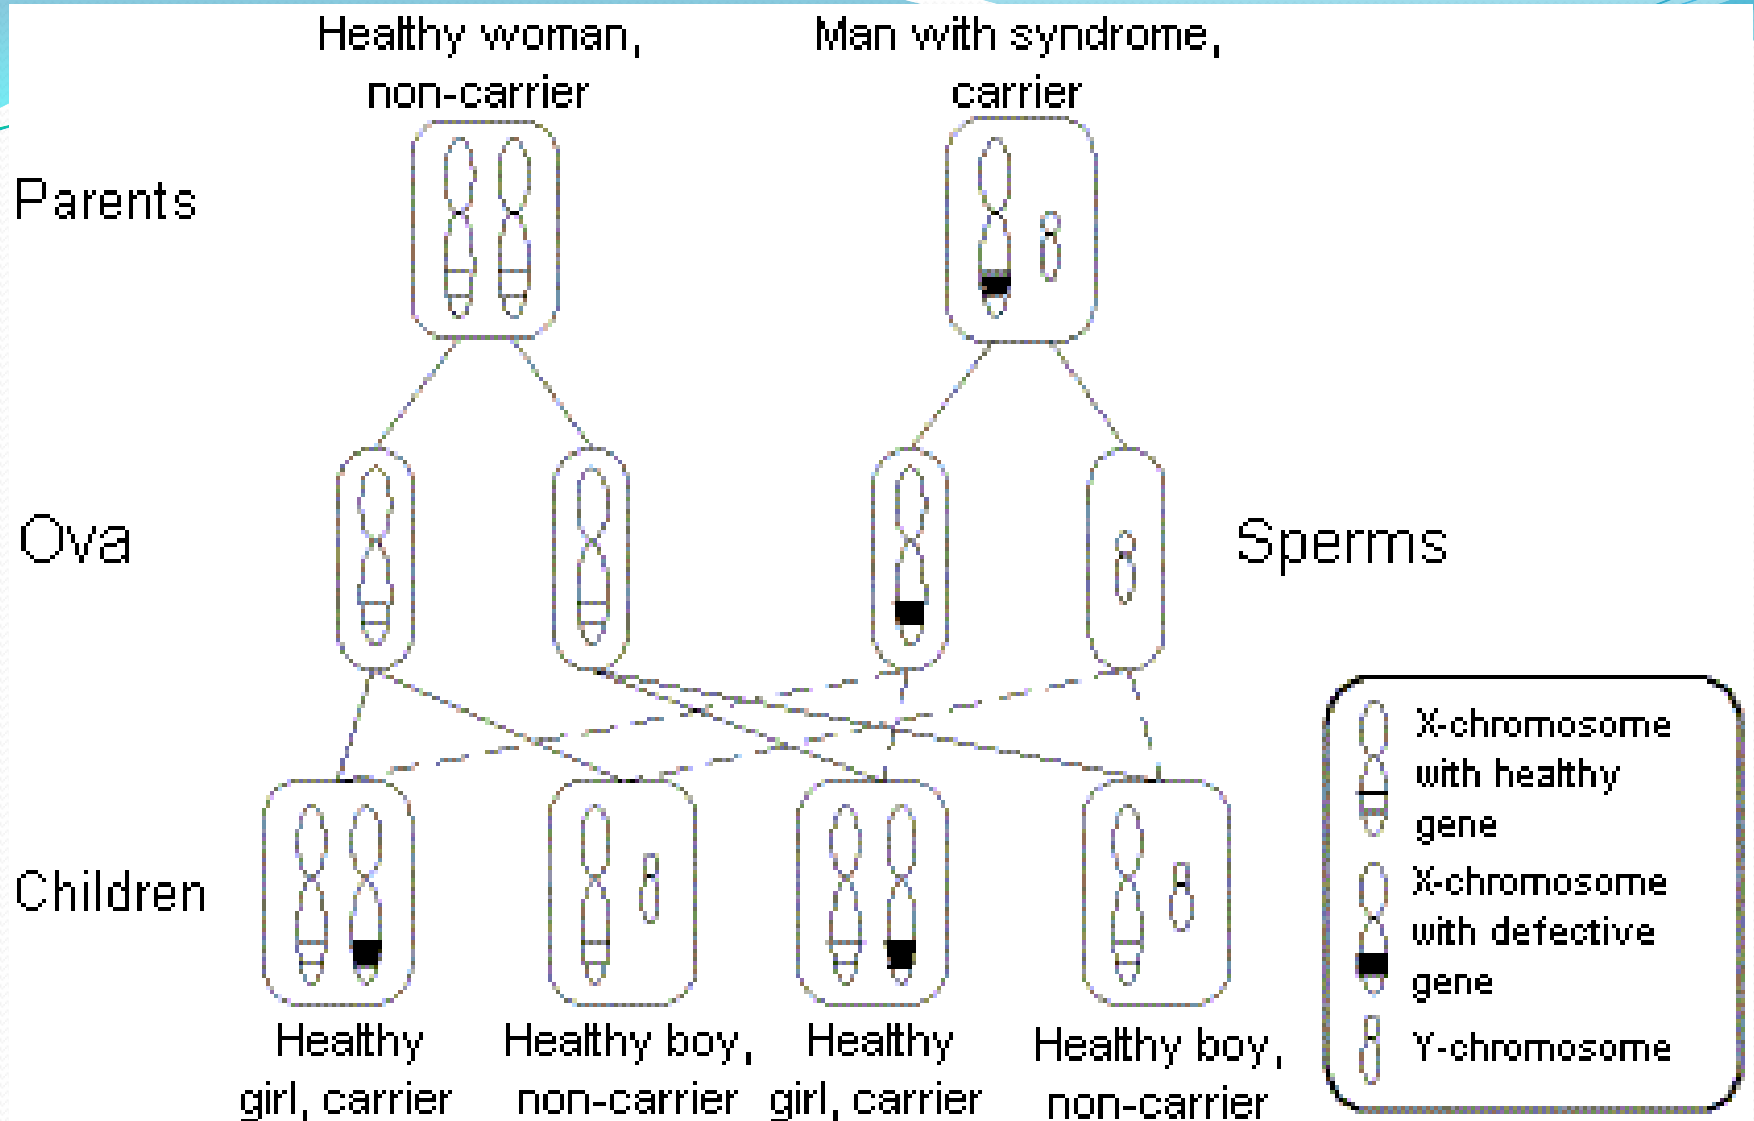 Healthy woman,
non-carrier
Man with syndrome,
carrier
Parents
Ova
Sperms
Children
Healthy
girl, carrier
Healthy boy,
non-carrier
Healthy
girl, carrier
Healthy boy,
non-carrier
X-chromosome
with healthy
gene
X-chromosome
with defective
gene
Y-chromosome